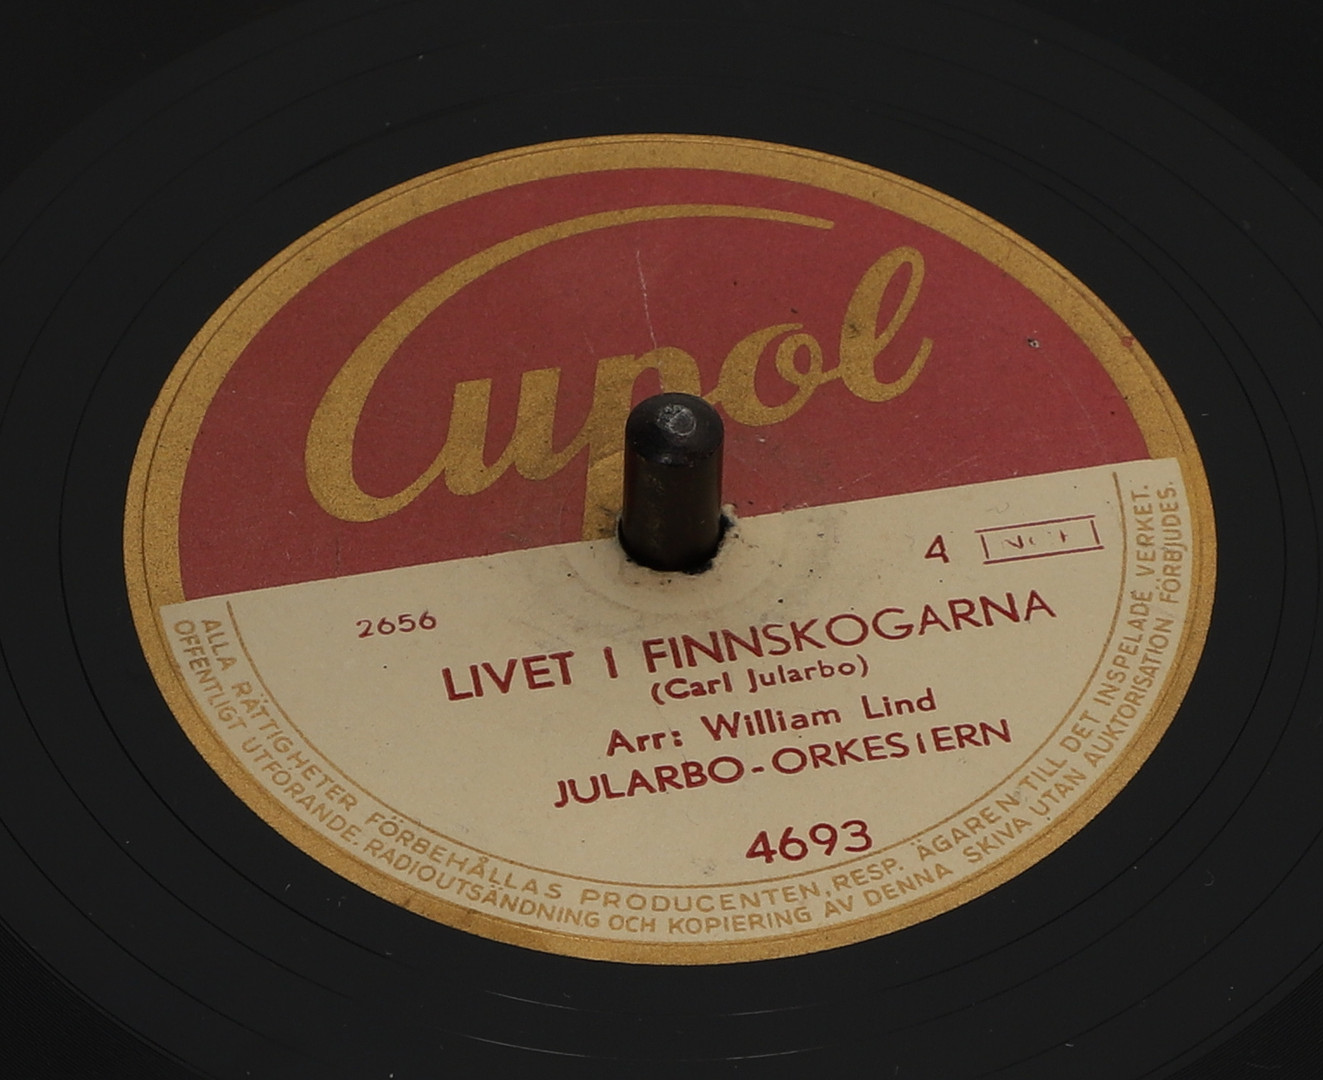 Cupol
4 NCB
2656
LIVET I FINNSKOGARNA
(Carl Jularbo)
Arr: William Lind
JULARBO-ORKESTERN
4693
ALLA RÄTTIGHETER FÖRBEHÅLLAS PRODUCENTEN, RESP. ÄGAREN TILL DET INSPELADE VERKET.
OFFENTLIGT UTFÖRANDE. RADIOUTSÄNDNING OCH KOPIERING AV DENNA SKIVA UTAN AUKTORISATION FÖRBJUDES.